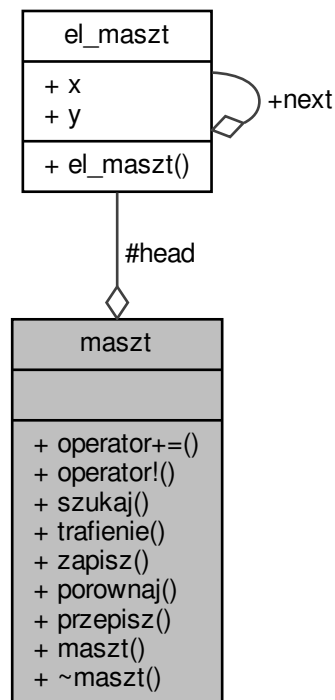 el_maszt
+ x
+ y
+next
+ el_maszt()
#head
maszt
+ operator+=()
+ operator!()
+ szukaj()
+ trafienie()
+ zapisz()
+ porownaj()
+ przepisz()
+ maszt()
+ ~maszt()